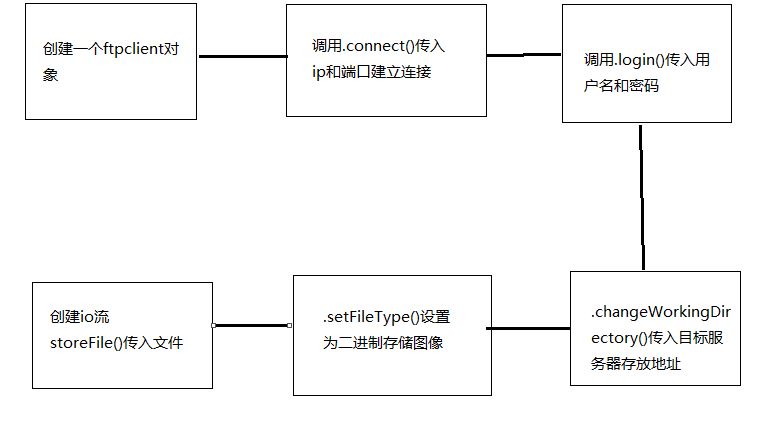 创建一个ftpclient对
象
调用.connect()传入
ip和端口建立连接
调用.login()传入用
户名和密码
.changeWorkingDir
ectory()传入目标服
务器存放地址
.setFileType()设置
为二进制存储图像
创建io流
storeFile()传入文件